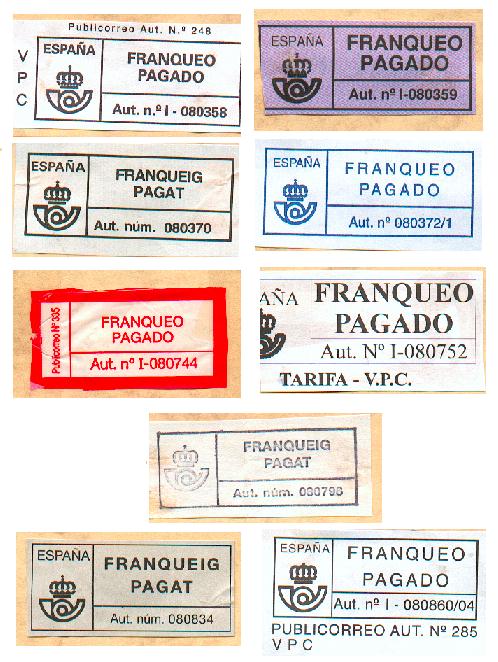 Publicorreo Aut. N.º 248
V
P
C
ESPAÑA
FRANQUEO
PAGADO
Aut. n.º I - 080358
ESPAÑA
FRANQUEO
PAGADO
Aut. nº I-080359
ESPAÑA
FRANQUEIG
PAGAT
Aut. núm. 080370
ESPAÑA
FRANQUEO
PAGADO
Aut. nº 080372/1
Publicorreo Nº 335
FRANQUEO
PAGADO
Aut. nº I-080744
AÑA
FRANQUEO
PAGADO
Aut. Nº I-080752
TARIFA - V.P.C.
FRANQUEIG
PAGAT
Aut. núm. 080798
ESPAÑA
FRANQUEIG
PAGAT
Aut. núm. 080834
ESPAÑA
FRANQUEO
PAGADO
Aut. nº I - 080860/04
PUBLICORREO AUT. Nº 285
V P C